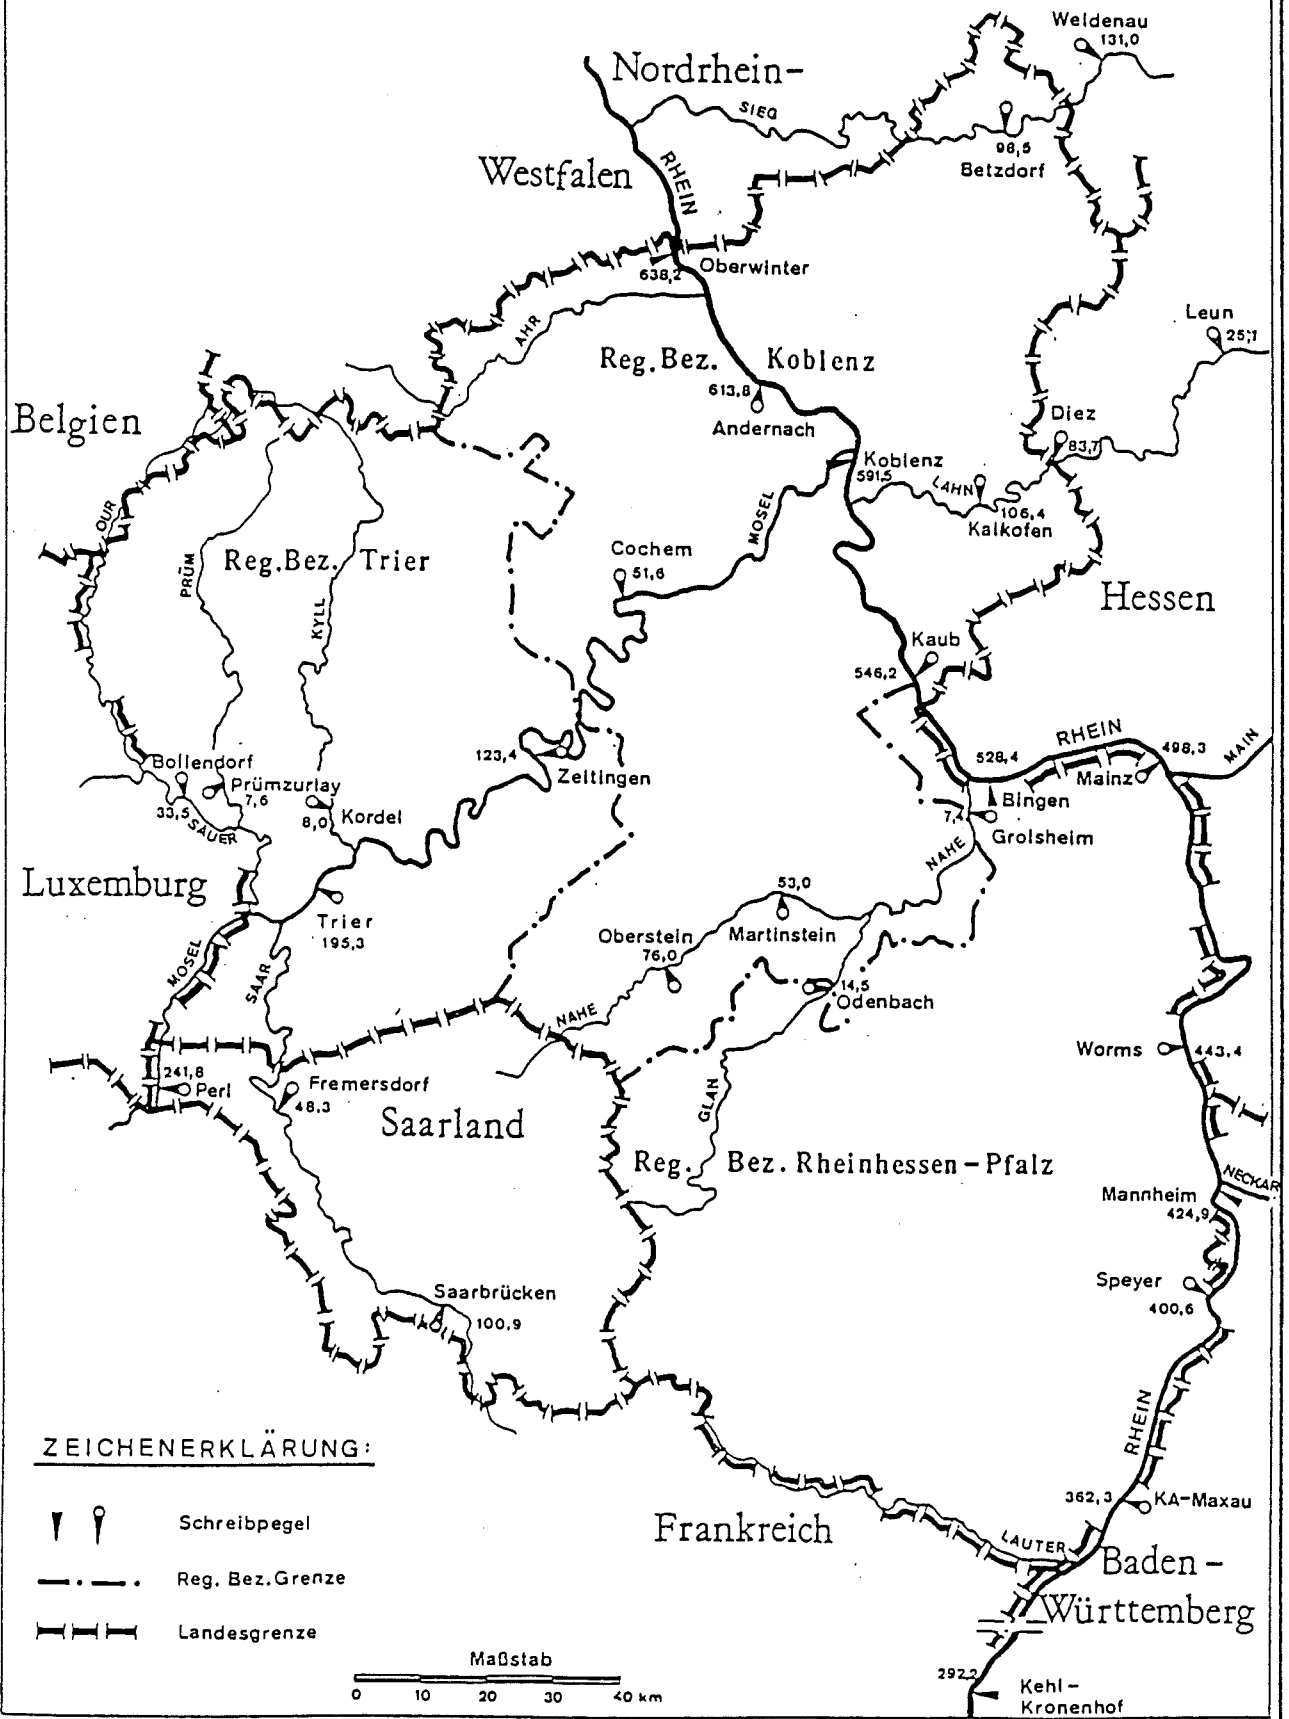 Weidenau
131,0
Nordrhein-
SIEG
98,5
Betzdorf
Westfalen
RHEIN
638,2
Oberwinter
AHR
Leun
25,1
Reg. Bez. Koblenz
613,8
Andernach
Belgien
Diez
83,7
Koblenz
591,5
LAHN
106,4
Kalkofen
MOSEL
OUR
PRÜM
Reg. Bez. Trier
KYLL
Cochem
51,6
Hessen
Kaub
546,2
RHEIN
498,3
MAIN
528,4
Mainz
Bingen
7,4
Grolsheim
NAHE
123,4
Zeltingen
Bollendorf
Prümzurlay
7,6
33,5
SAUER
8,0
Kordel
Luxemburg
Trier
195,3
53,0
Martinstein
Oberstein
76,0
MOSEL
SAAR
NAHE
14,5
Odenbach
Worms
443,4
241,8
Perl
Fremersdorf
48,3
Saarland
GLAN
Reg. Bez. Rheinhessen-Pfalz
NECKAR
Mannheim
424,9
Speyer
400,6
Saarbrücken
100,9
RHEIN
362,3
KA-Maxau
Frankreich
LAUTER
Baden-
Württemberg
292,2
Kehl-
Kronenhof
ZEICHENERKLÄRUNG:
Schreibpegel
Reg. Bez. Grenze
Landesgrenze
Maßstab
0 10 20 30 40 km